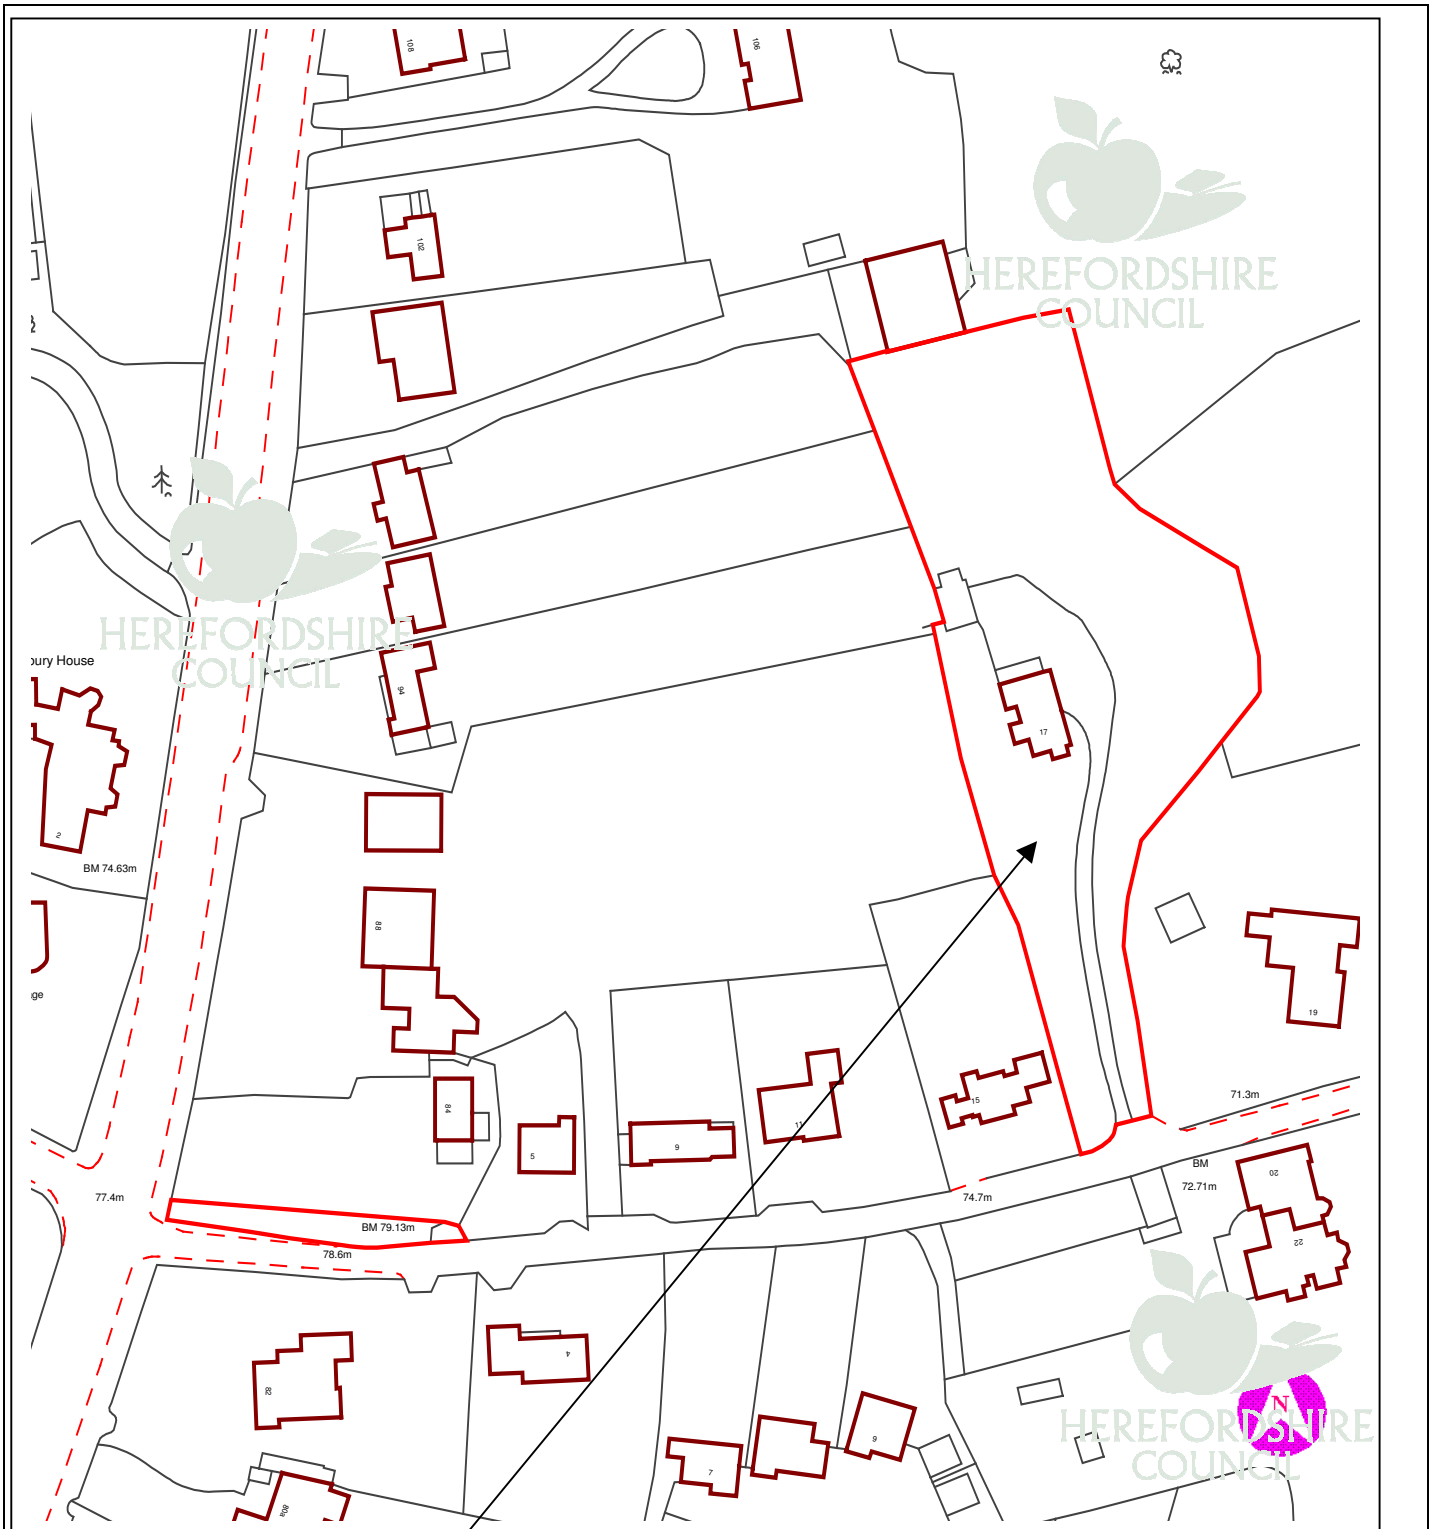 108
106
HEREFORDSHIRE
COUNCIL
102
HEREFORDSHIRE
COUNCIL
bury House
94
17
2
BM 74.63m
88
ge
19
84
15
11
9
5
71.3m
BM
72.71m
20
77.4m
74.7m
BM 79.13m
78.6m
22
4
82
N
HEREFORDSHIRE
COUNCIL
9
7
80a